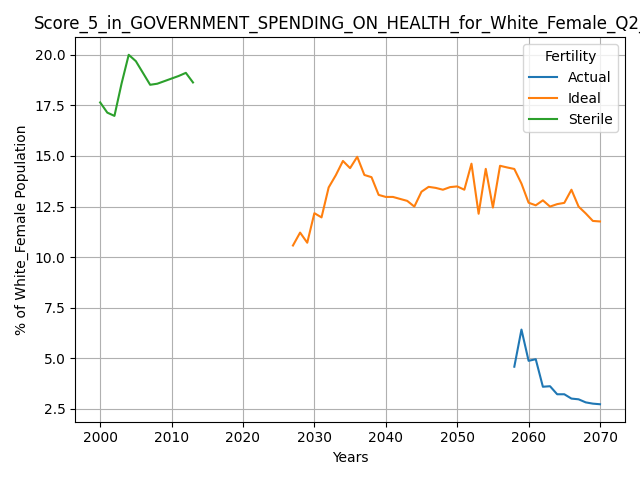 Score_5_in_GOVERNMENT_SPENDING_ON_HEALTH_for_White_Female_Q2_
Fertility
Actual
Ideal
Sterile
% of White_Female Population
20.0
17.5
15.0
12.5
10.0
7.5
5.0
2.5
2000
2010
2020
2030
2040
2050
2060
2070
Years